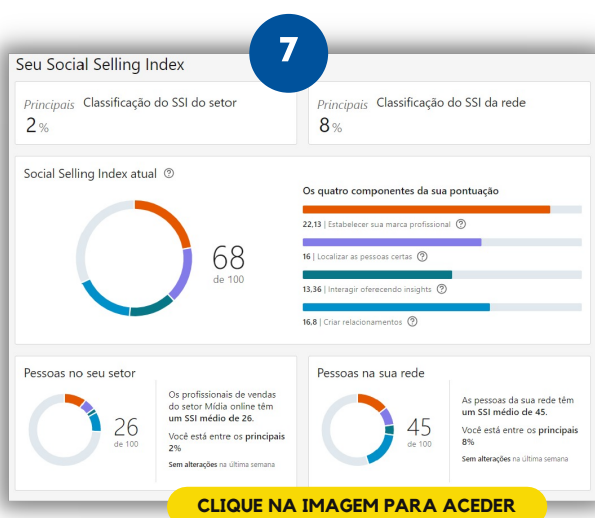 7
Seu Social Selling Index
Principais Classificação do SSI do setor
2%
Principais Classificação do SSI da rede
8%
Social Selling Index atual ?
68
de 100
Os quatro componentes da sua pontuação
22,13 | Estabelecer sua marca profissional ?
16 | Localizar as pessoas certas ?
13,36 | Interagir oferecendo insights ?
16,8 | Criar relacionamentos ?
Pessoas no seu setor
26
de 100
Os profissionais de vendas
do setor Mídia online têm
um SSI médio de 26.
Você está entre os principais
2%
Sem alterações na última semana
Pessoas na sua rede
45
de 100
As pessoas da sua rede têm
um SSI médio de 45.
Você está entre os principais
8%
Sem alterações na última semana
CLIQUE NA IMAGEM PARA ACEDER